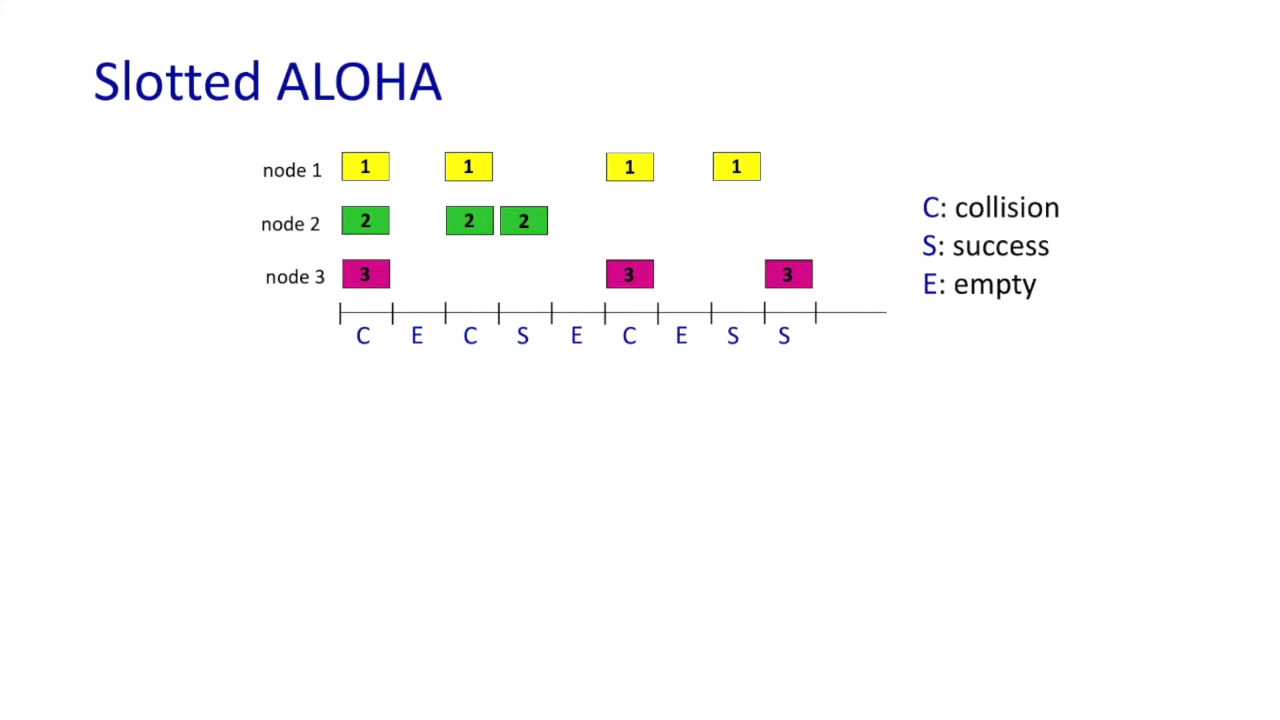 Slotted ALOHA
node 1 1 1 1 1
node 2 2 2 2
node 3 3 3 3
C E C S E C E S S
C: collision
S: success
E: empty